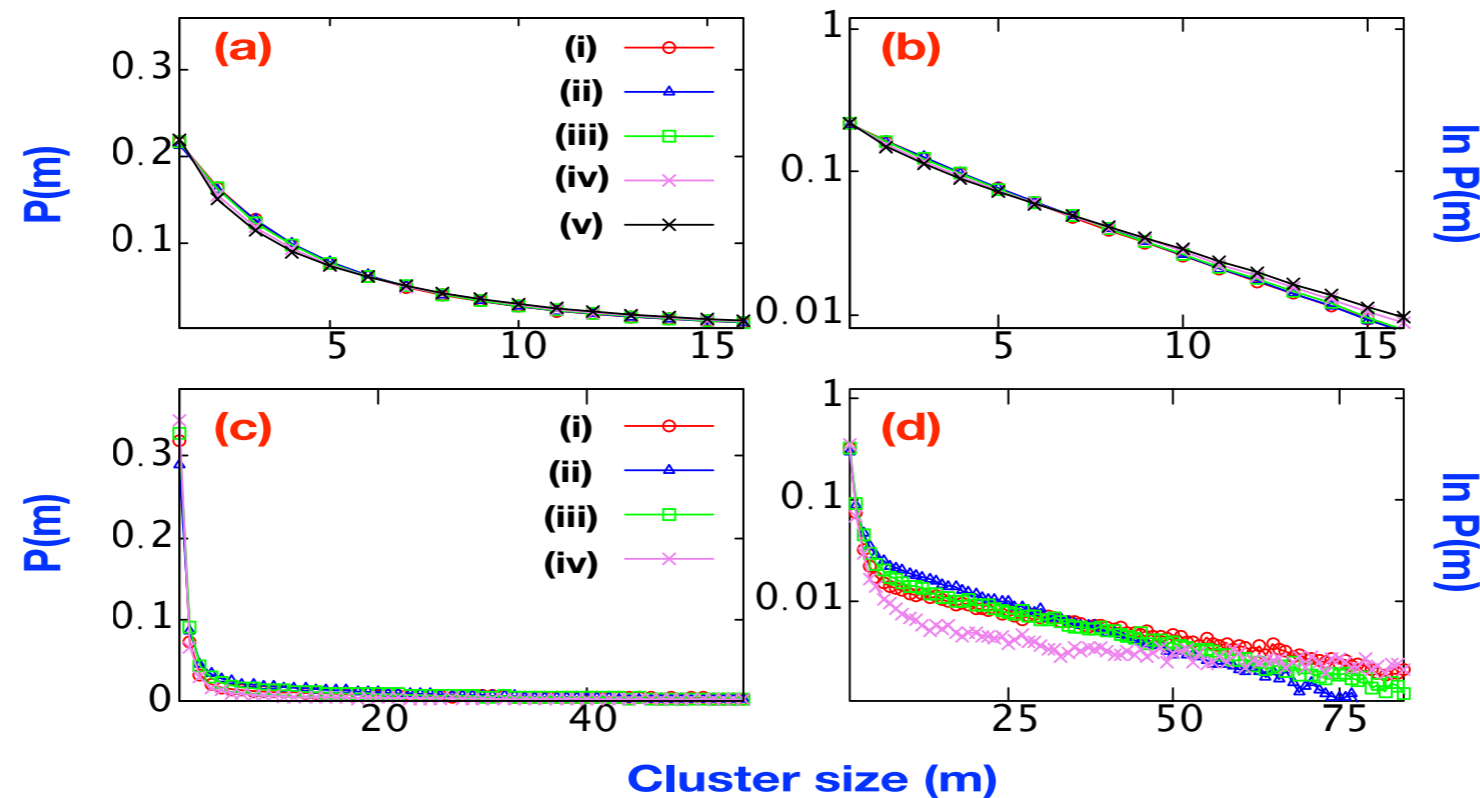 (a)
P(m)
0.3
0.2
0.1
5
10
15
(i)
(ii)
(iii)
(iv)
(v)
(b)
1
0.1
0.01
5
10
15
ln P(m)
(c)
P(m)
0.3
0.2
0.1
0
20
40
(i)
(ii)
(iii)
(iv)
(d)
1
0.1
0.01
25
50
75
ln P(m)
Cluster size (m)